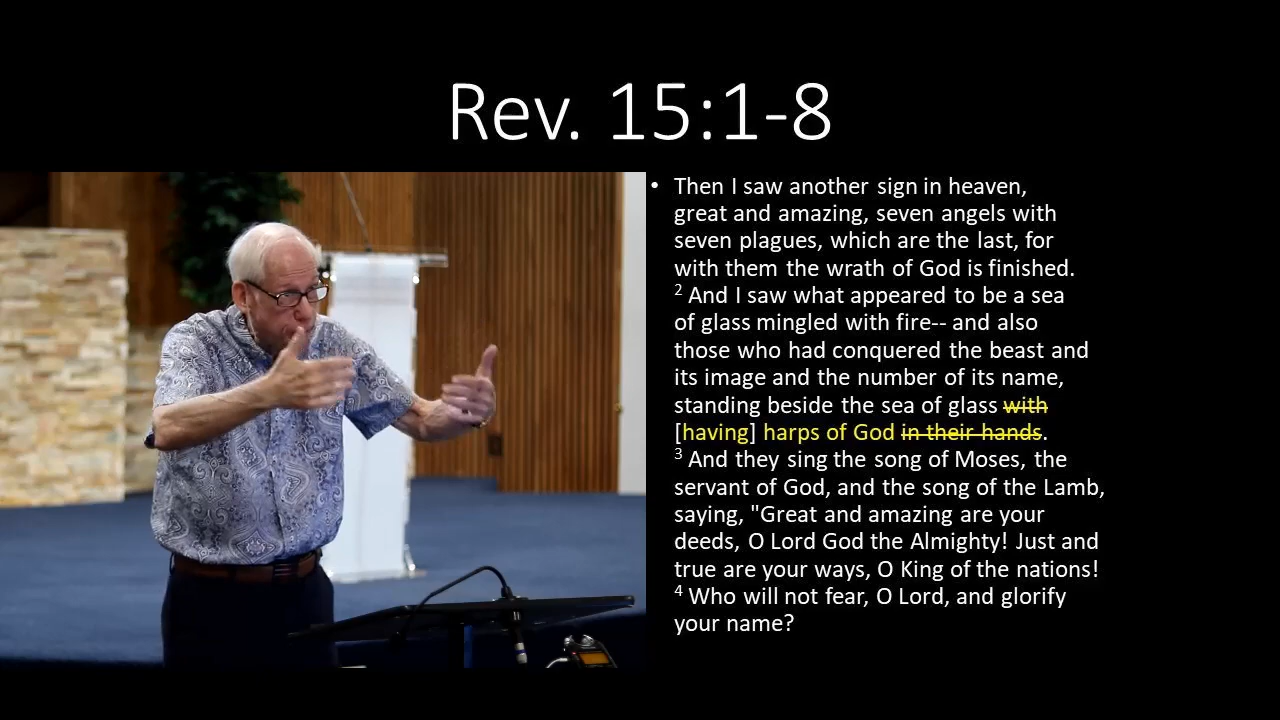 Rev. 15:1-8
• Then I saw another sign in heaven,
great and amazing, seven angels with
seven plagues, which are the last, for
with them the wrath of God is finished.
2 And I saw what appeared to be a sea
of glass mingled with fire-- and also
those who had conquered the beast and
its image and the number of its name,
standing beside the sea of glass with
[having] harps of God in their hands.
3 And they sing the song of Moses, the
servant of God, and the song of the Lamb,
saying, "Great and amazing are your
deeds, O Lord God the Almighty! Just and
true are your ways, O King of the nations!
4 Who will not fear, O Lord, and glorify
your name?